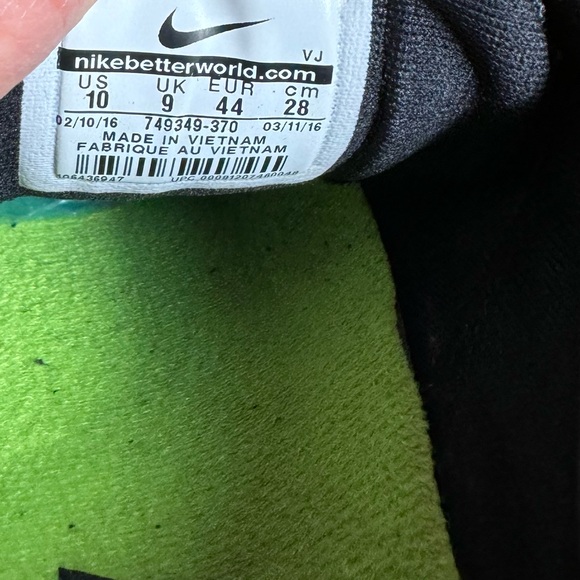 VJ
nikebetterworld.com
US UK EUR cm
10 9 44 28
02/10/16 749349-370 03/11/16
MADE IN VIETNAM
FABRIQUE AU VIETNAM
UPC